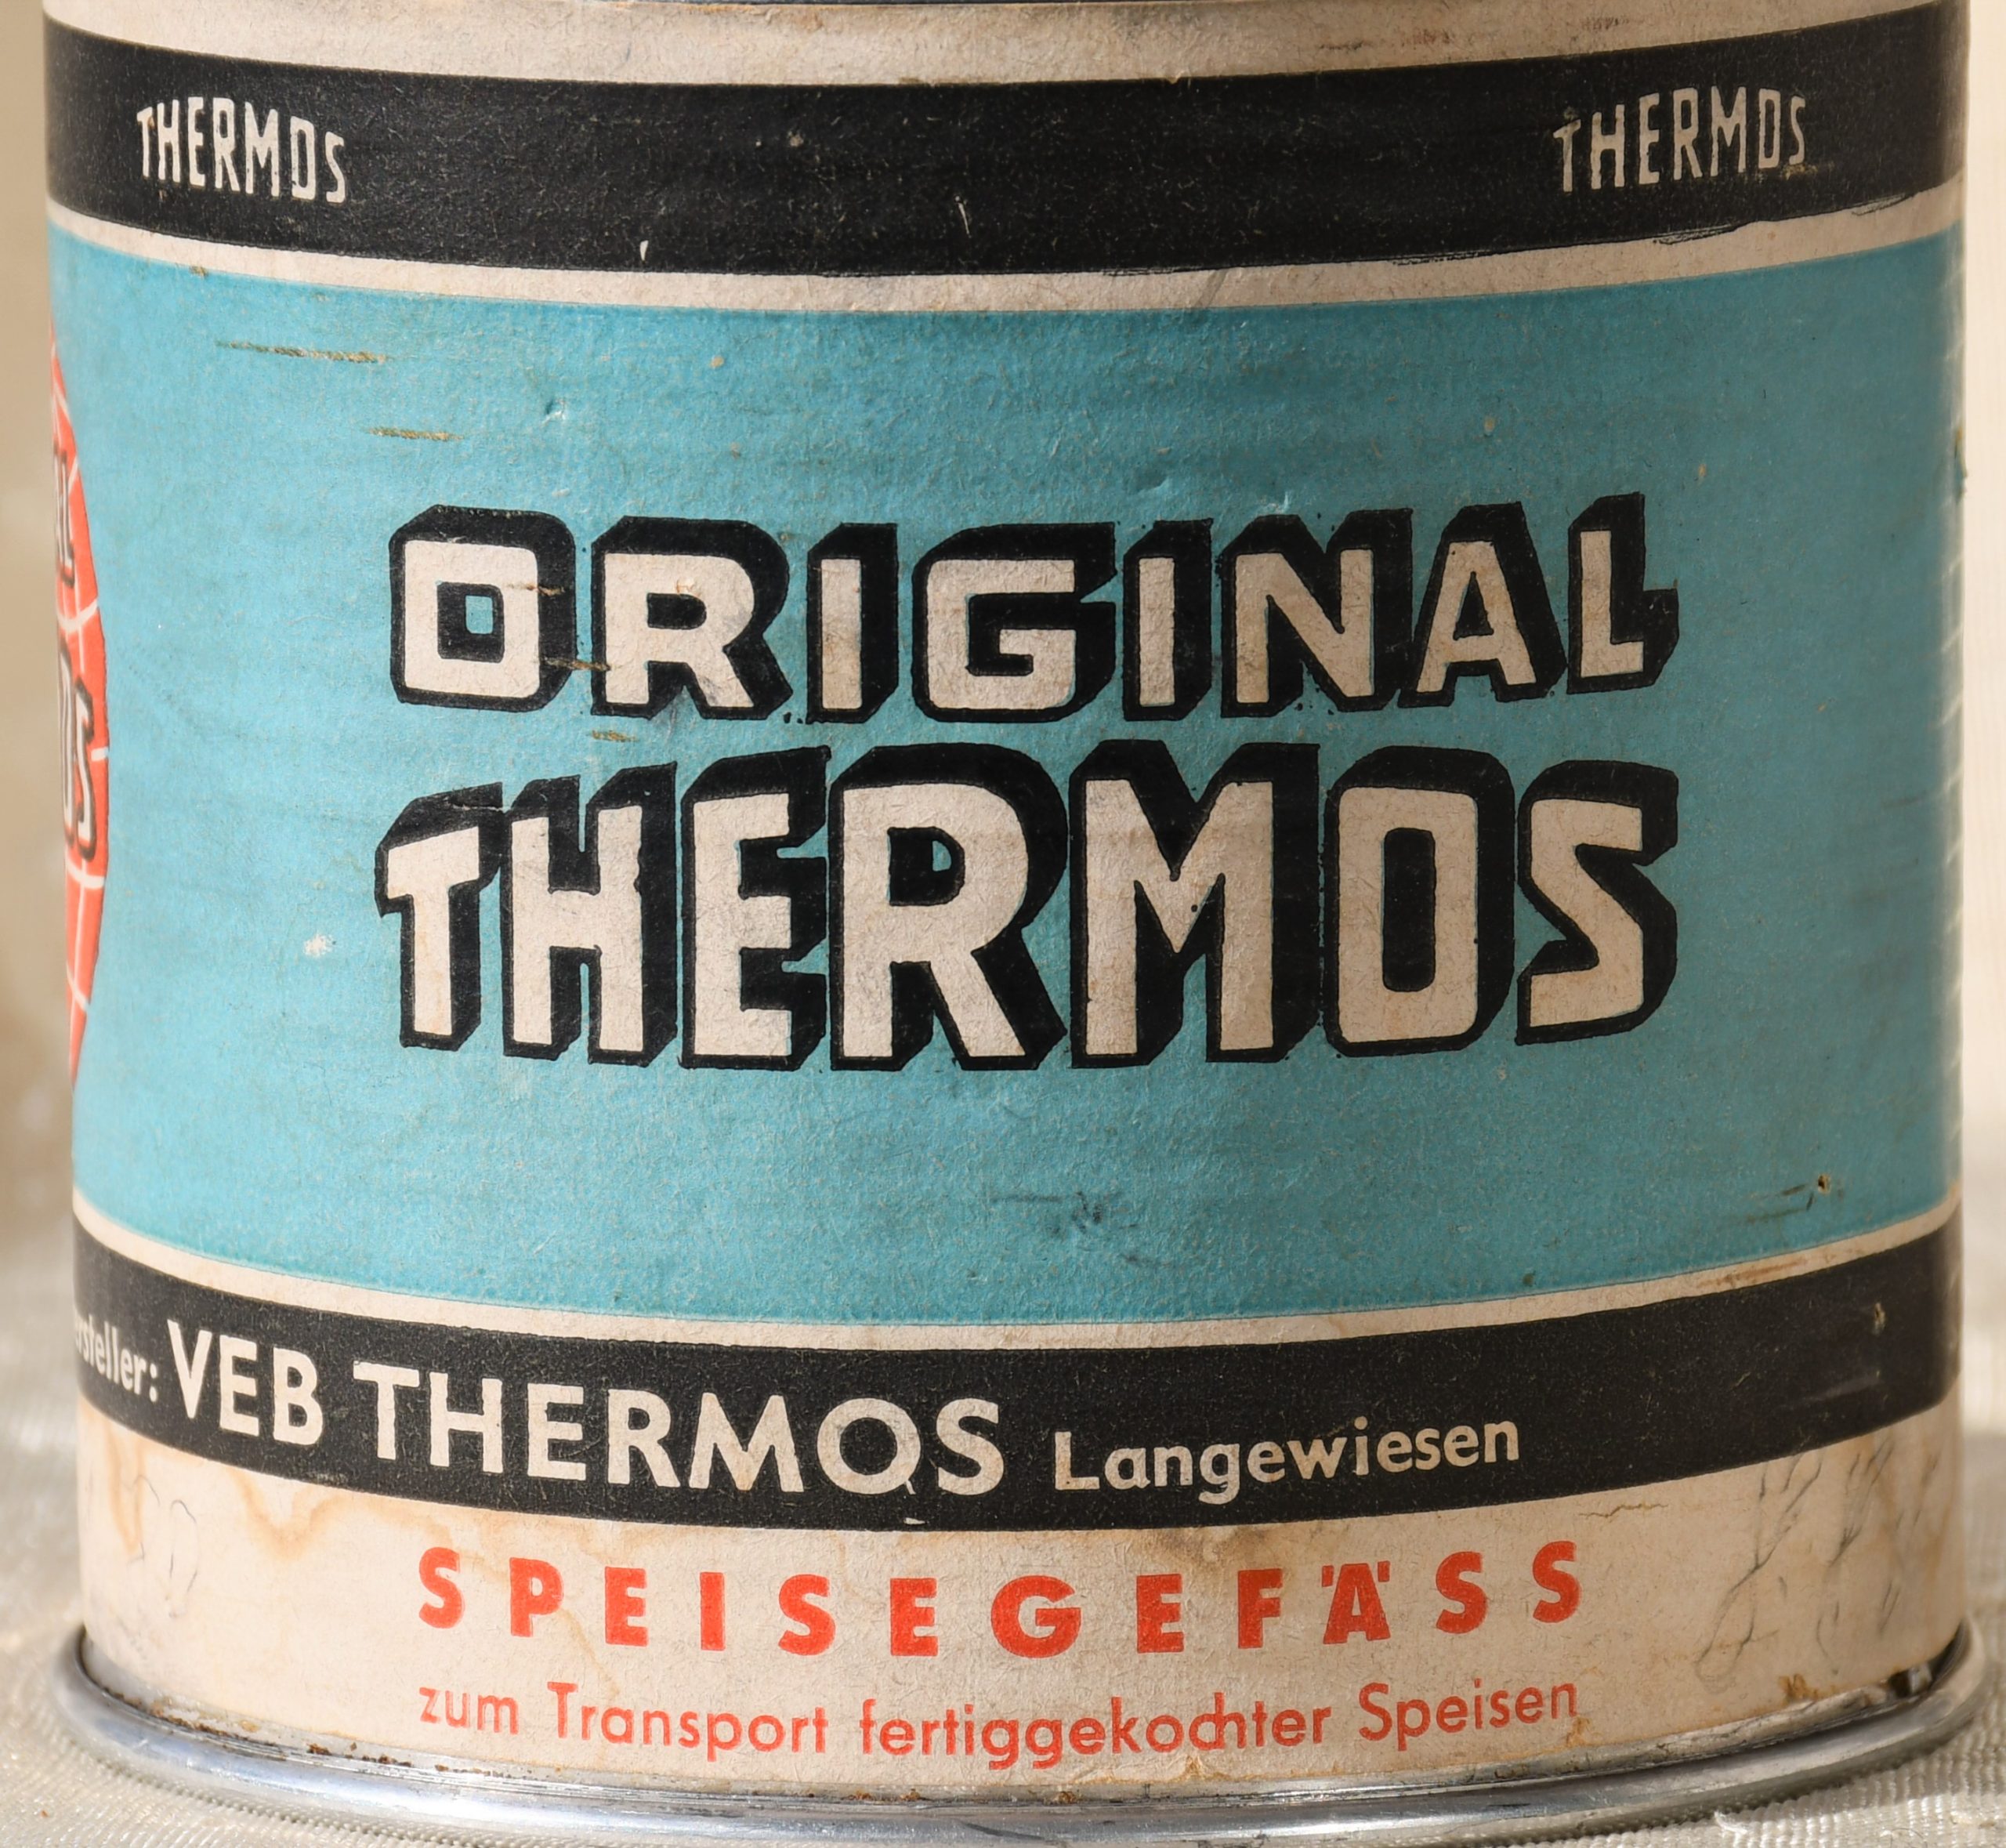 THERMOS THERMOS
ORIGINAL
THERMOS
VEB THERMOS Langewiesen
SPEISEGEFÄSS
zum Transport fertiggekochter Speisen